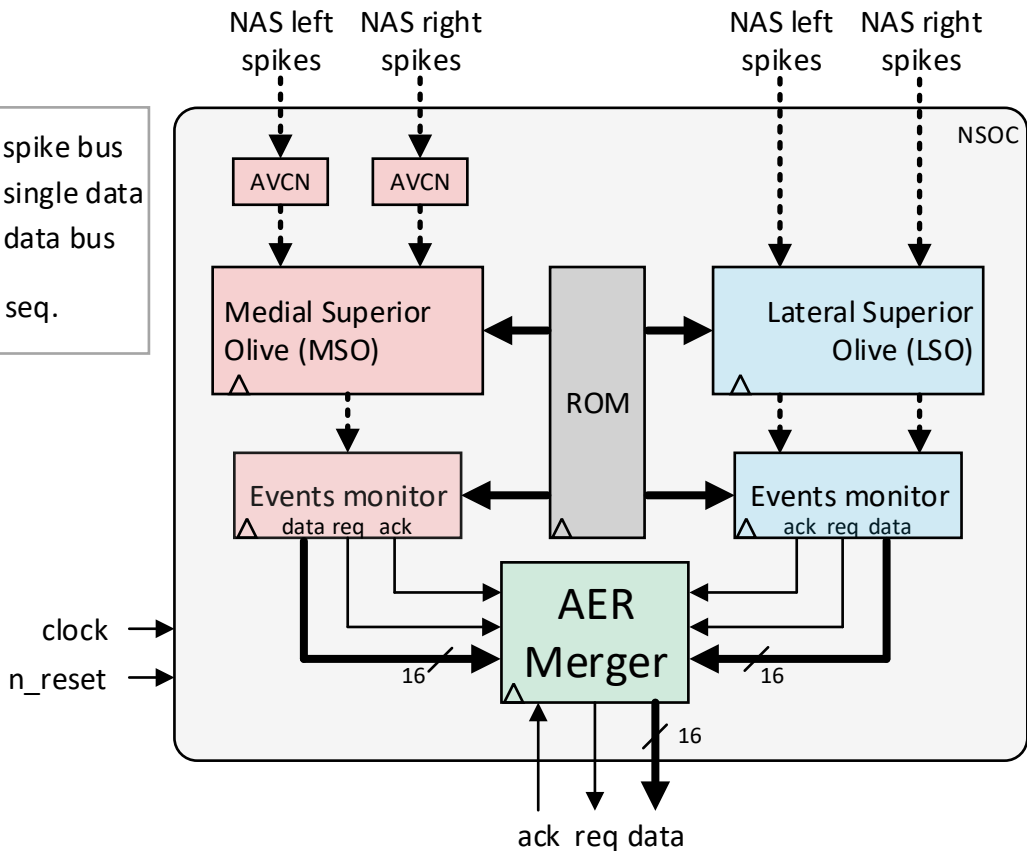 NAS left
spikes
NAS right
spikes
NAS left
spikes
NAS right
spikes
spike bus
single data
data bus
seq.
NSOC
AVCN
AVCN
Medial Superior
Olive (MSO)
ROM
Lateral Superior
Olive (LSO)
Events monitor
data req ack
Events monitor
ack req data
AER
Merger
16
16
16
clock
n_reset
ack req data